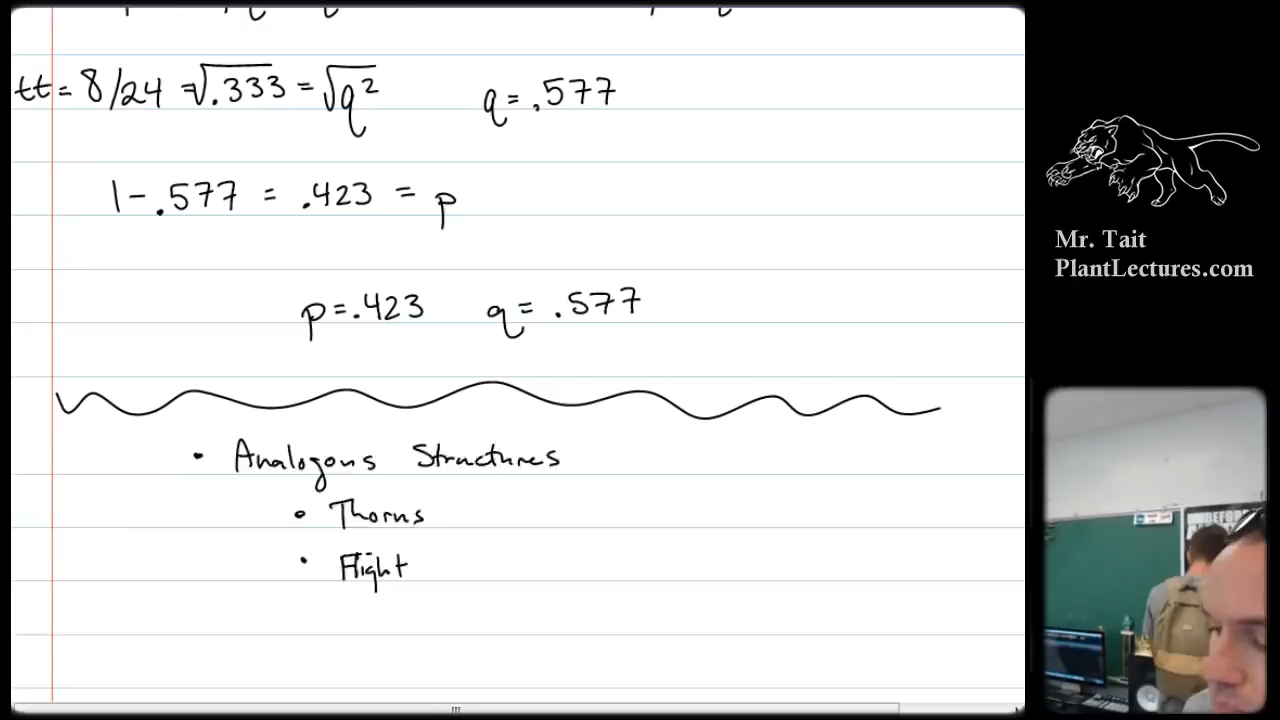 tt = 8/24 = √.333 = √q² q = .577
1 - .577 = .423 = p
p = .423 q = .577
• Analogous Structures
• Thorns
• Flight
Mr. Tait
PlantLectures.com
BEFORE